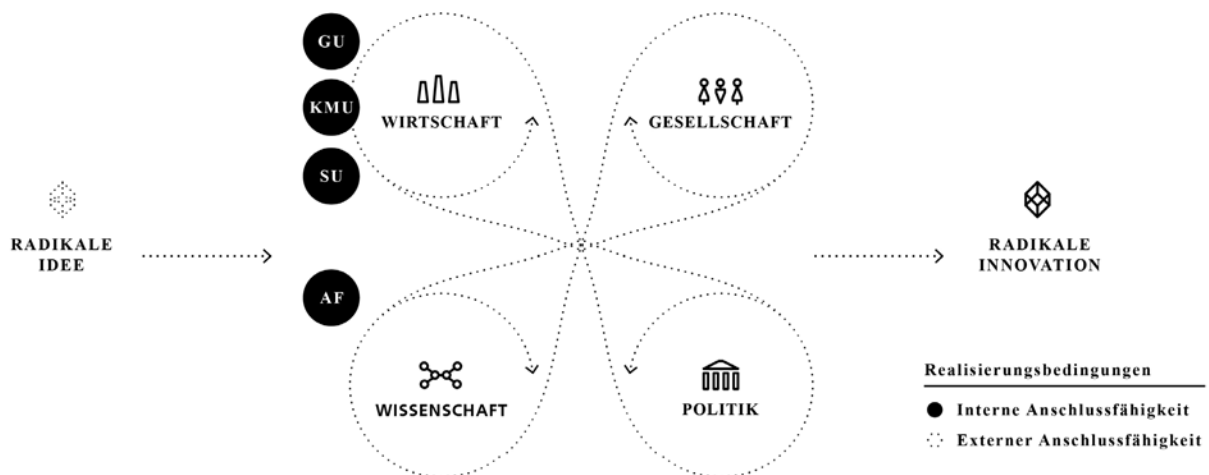 GU
KMU
WIRTSCHAFT
GESELLSCHAFT
SU
RADIKALE
IDEE
RADIKALE
INNOVATION
AF
WISSENSCHAFT
POLITIK
Realisierungsbedingungen
Interne Anschlussfähigkeit
Externer Anschlussfähigkeit